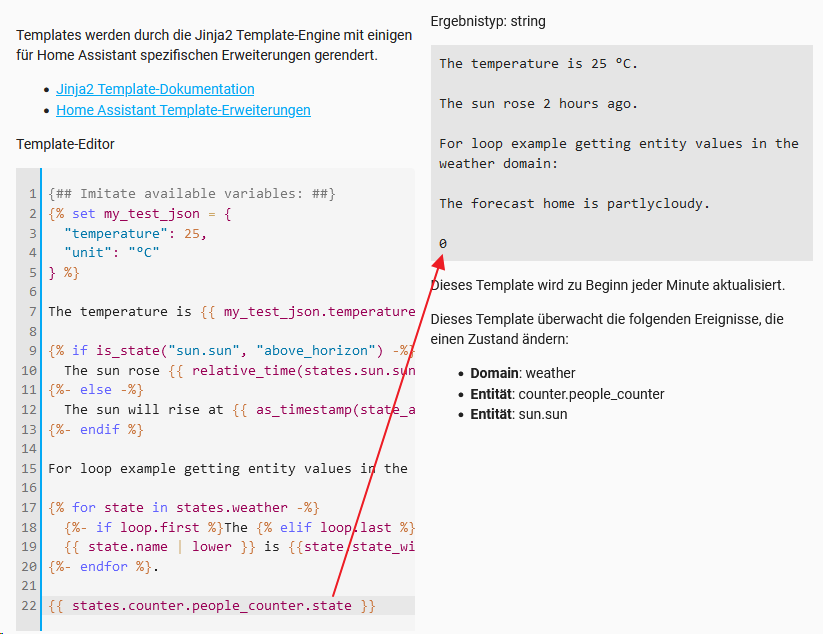 Templates werden durch die Jinja2 Template-Engine mit einigen
für Home Assistant spezifischen Erweiterungen gerendert.
Jinja2 Template-Dokumentation
Home Assistant Template-Erweiterungen
Template-Editor
1 {## Imitate available variables: ##}
2 {% set my_test_json = {
3 "temperature": 25,
4 "unit": "°C"
5 } %}
6
7 The temperature is {{ my_test_json.temperature
8
9 {% if is_state("sun.sun", "above_horizon") -%}
10 The sun rose {{ relative_time(states.sun.sun
11 {%- else -%}
12 The sun will rise at {{ as_timestamp(state_a
13 {%- endif %}
14
15 For loop example getting entity values in the
16
17 {% for state in states.weather -%}
18 {%- if loop.first %}The {% elif loop.last %}
19 {{ state.name | lower }} is {{state state_wi
20 {%- endfor %}.
21
22 {{ states.counter.people_counter.state }}
Ergebnistyp: string
The temperature is 25 °C.
The sun rose 2 hours ago.
For loop example getting entity values in the
weather domain:
The forecast home is partlycloudy.
0
Dieses Template wird zu Beginn jeder Minute aktualisiert.
Dieses Template überwacht die folgenden Ereignisse, die
einen Zustand ändern:
Domain: weather
Entität: counter.people_counter
Entität: sun.sun